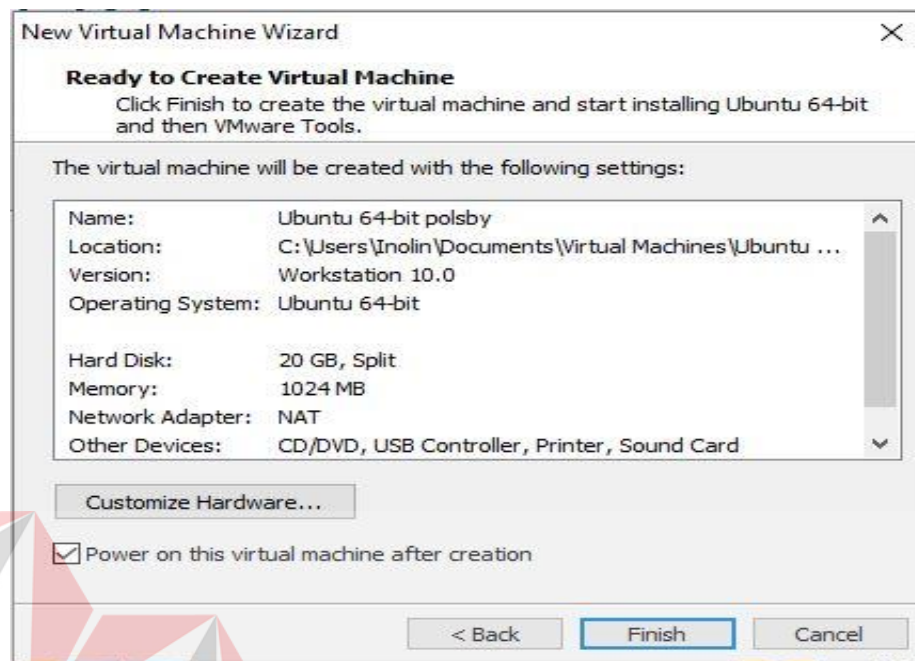 New Virtual Machine Wizard
Ready to Create Virtual Machine
Click Finish to create the virtual machine and start installing Ubuntu 64-bit
and then VMware Tools.
The virtual machine will be created with the following settings:
Name: Ubuntu 64-bit polsby
Location: C:\Users\Inolin\Documents\Virtual Machines\Ubuntu ...
Version: Workstation 10.0
Operating System: Ubuntu 64-bit
Hard Disk: 20 GB, Split
Memory: 1024 MB
Network Adapter: NAT
Other Devices: CD/DVD, USB Controller, Printer, Sound Card
Customize Hardware...
Power on this virtual machine after creation
< Back Finish Cancel